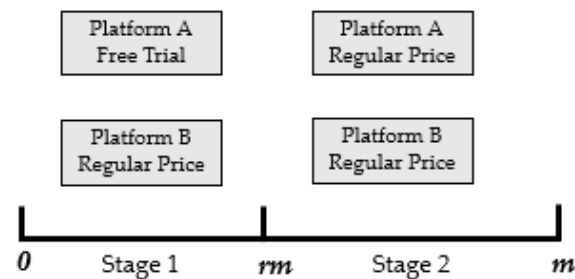 Platform A
Free Trial
Platform A
Regular Price
Platform B
Regular Price
Platform B
Regular Price
0 Stage 1 rm Stage 2 m